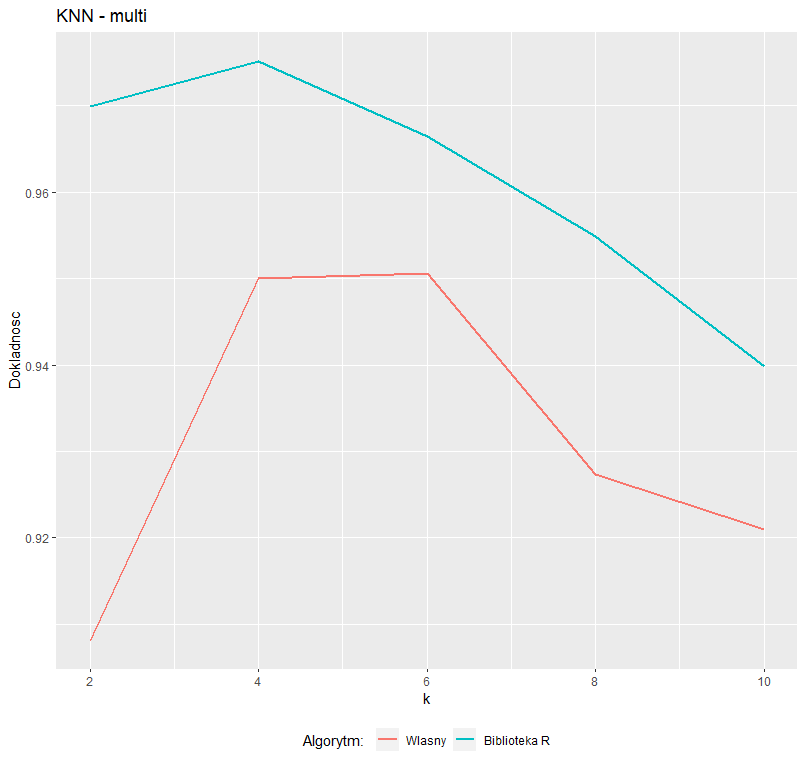 KNN - multi
Dokladnosc
0.96
0.94
0.92
2 4 6 8 10
k
Algorytm: Wlasny Biblioteka R